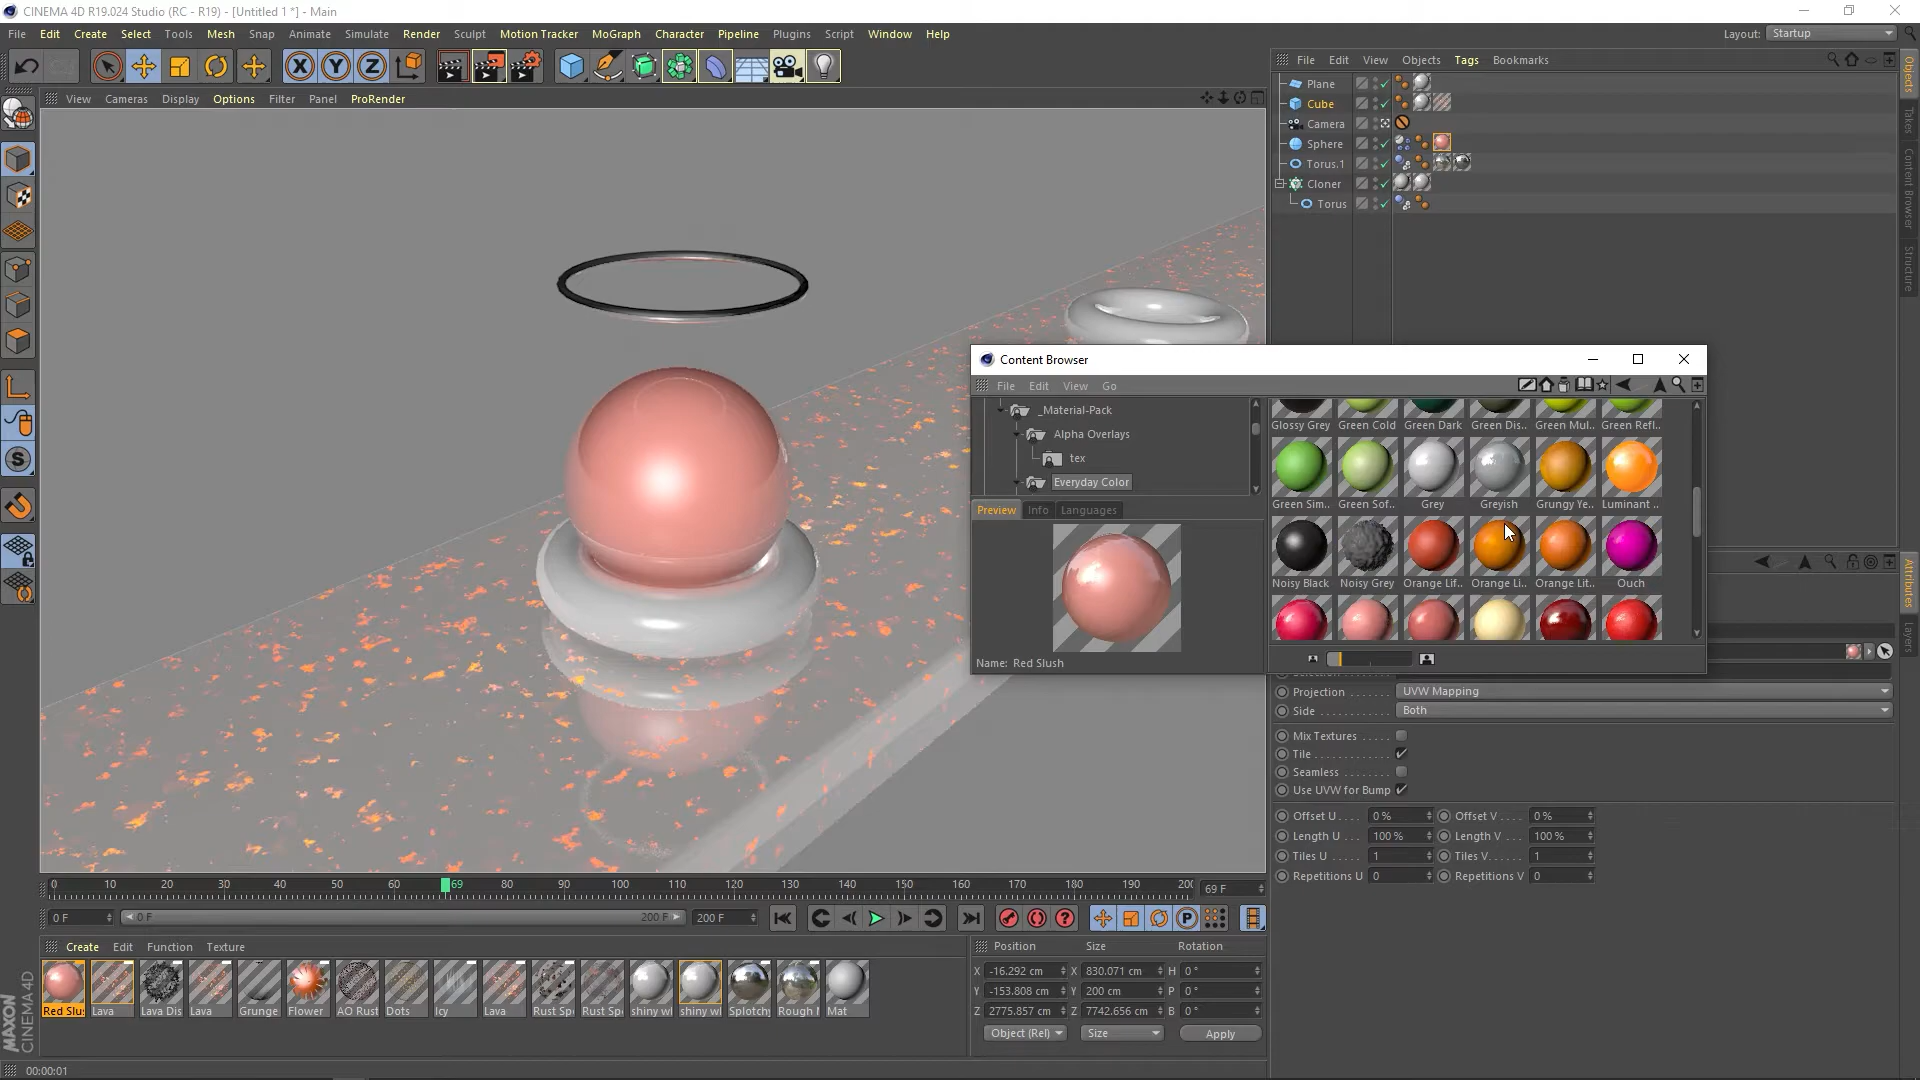 CINEMA 4D R19.024 Studio (RC - R19) - [Untitled 1 *] - Main
File Edit Create Select Tools Mesh Snap Animate Simulate Render Sculpt Motion Tracker MoGraph Character Pipeline Plugins Script Window Help
Layout: Startup
X Y Z
File Edit View Objects Tags Bookmarks
View Cameras Display Options Filter Panel ProRender
Plane
Cube
Camera
Sphere
Torus.1
Cloner
Torus
Objects
Takes
Content Browser
Structure
Content Browser
File Edit View Go
_Material-Pack
Alpha Overlays
tex
Everyday Color
Preview Info Languages
Name: Red Slush
Glossy Grey Green Cold Green Dark Green Dis.. Green Mul.. Green Refl..
Green Sim.. Green Sof.. Grey Greyish Grungy Ye.. Luminant ..
Noisy Black Noisy Grey Orange Lif.. Orange Li.. Orange Lit.. Ouch
Attributes
Layers
Projection UVW Mapping
Side Both
Mix Textures
Tile
Seamless
Use UVW for Bump
Offset U 0 % Offset V 0 %
Length U 100 % Length V 100 %
Tiles U 1 Tiles V 1
Repetitions U 0 Repetitions V 0
0 10 20 30 40 50 60 69 80 90 100 110 120 130 140 150 160 170 180 190 20
69 F
0 F 0 F 200 F 200 F
Create Edit Function Texture
Red Slu Lava Lava Dis Lava Grunge Flower AO Rust Dots Icy Lava Rust Sp Rust Sp shiny wl shiny wl Splotchy Rough Mat
Position Size Rotation
X -16.292 cm X 830.071 cm H 0 °
Y -153.808 cm Y 200 cm P 0 °
Z 2775.857 cm Z 7742.656 cm B 0 °
Object (Rel) Size Apply
MAXON
CINEMA 4D
00:00:01